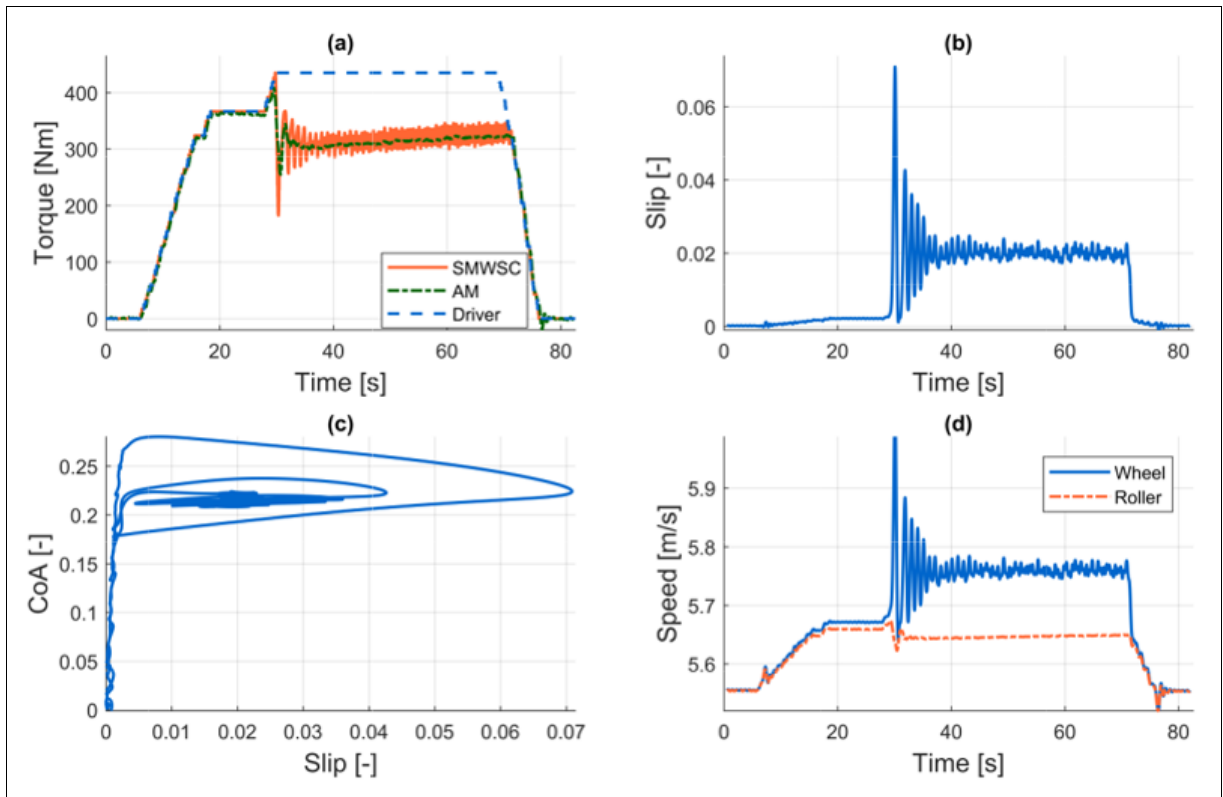 (a)
Torque [Nm]
400
300
200
100
0
0 20 40 60 80
Time [s]
SMWSC
AM
Driver
(b)
Slip [-]
0.06
0.04
0.02
0
0 20 40 60 80
Time [s]
(c)
CoA [-]
0.25
0.2
0.15
0.1
0.05
0
0 0.01 0.02 0.03 0.04 0.05 0.06 0.07
Slip [-]
(d)
Speed [m/s]
5.9
5.8
5.7
5.6
0 20 40 60 80
Time [s]
Wheel
Roller